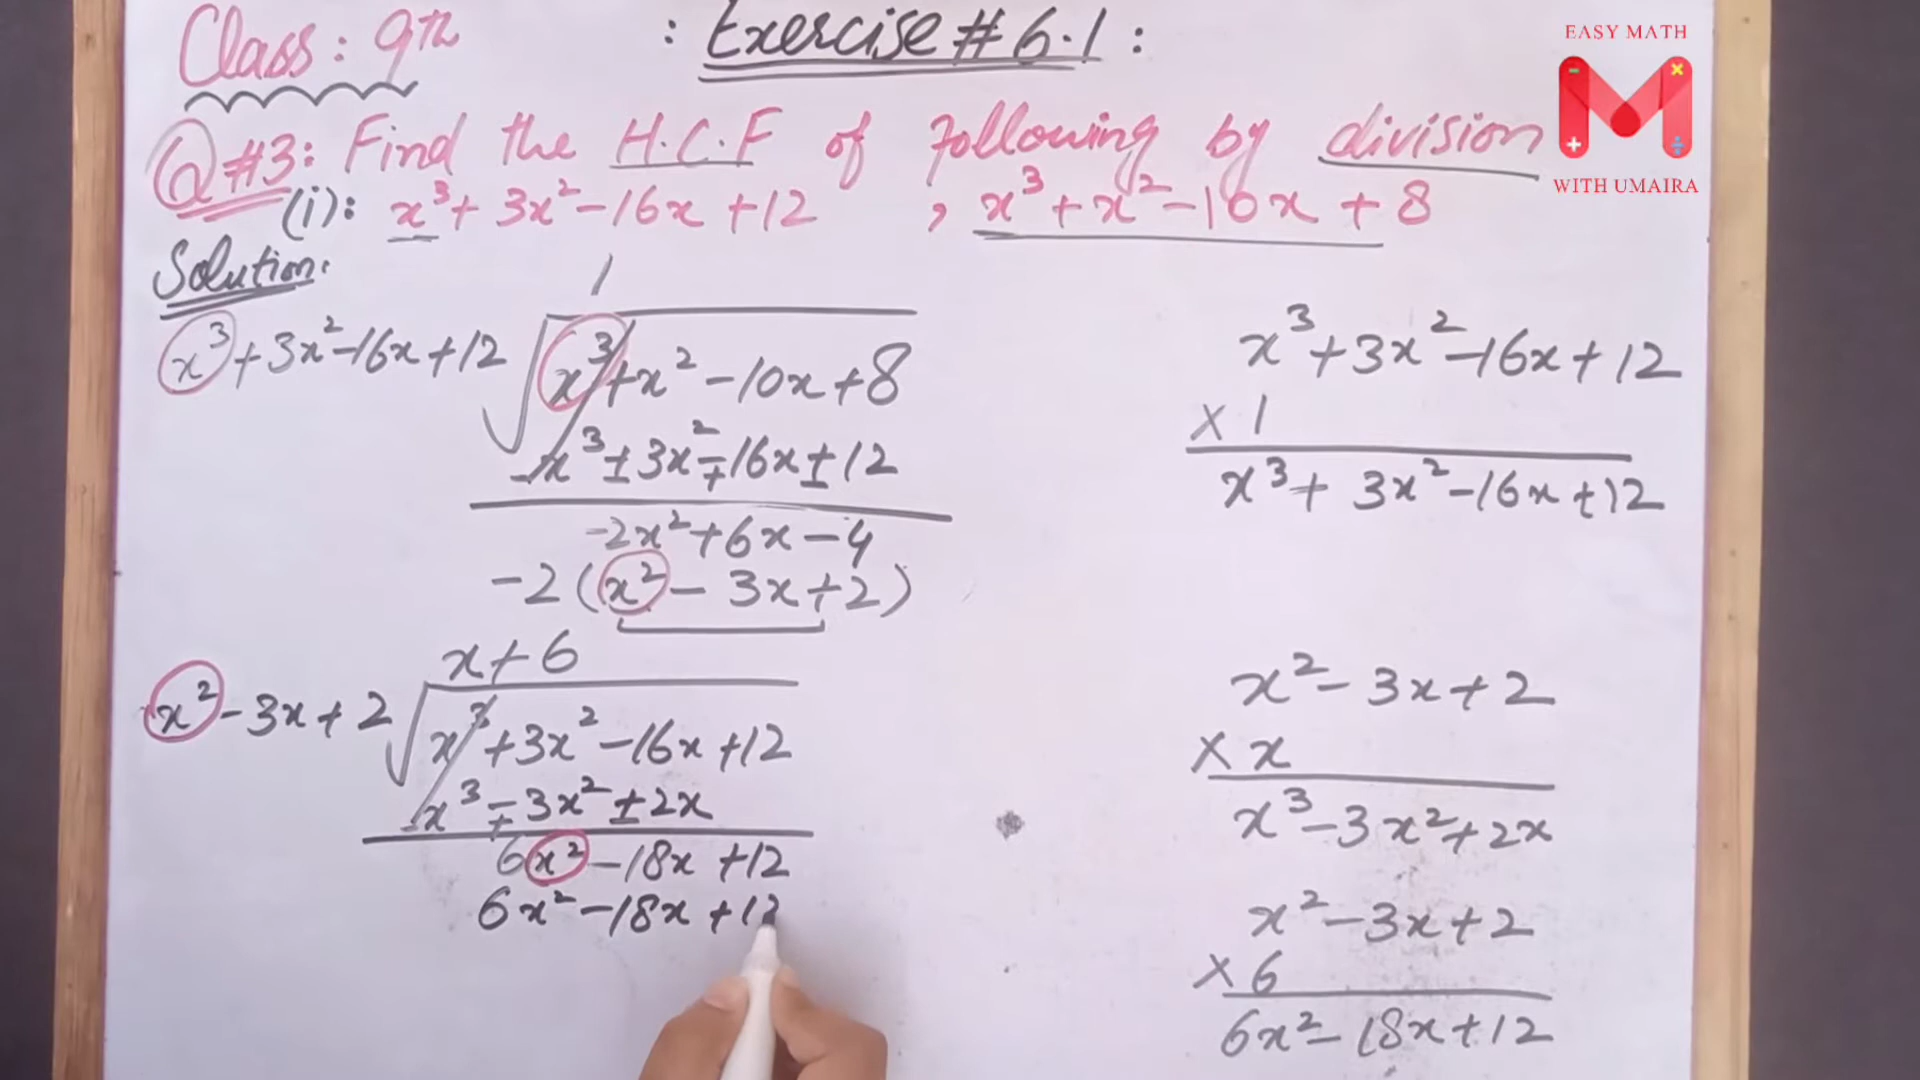 Class: 9th
: Exercise # 6.1 :
EASY MATH
WITH UMAIRA
Q#3: Find the H.C.F of following by division
(i): x³ + 3x² - 16x + 12 , x³ + x² - 10x + 8
Solution:
1
x³ + 3x² - 16x + 12 √ x³ + x² - 10x + 8
-x³ ± 3x² ∓ 16x ± 12
-2x² + 6x - 4
-2 (x² - 3x + 2)
x + 6
x² - 3x + 2 √ x³ + 3x² - 16x + 12
-x³ ∓ 3x² ± 2x
6x² - 18x + 12
6x² - 18x + 12
x³ + 3x² - 16x + 12
× 1
x³ + 3x² - 16x + 12
x² - 3x + 2
× x
x³ - 3x² + 2x
x² - 3x + 2
× 6
6x² - 18x + 12